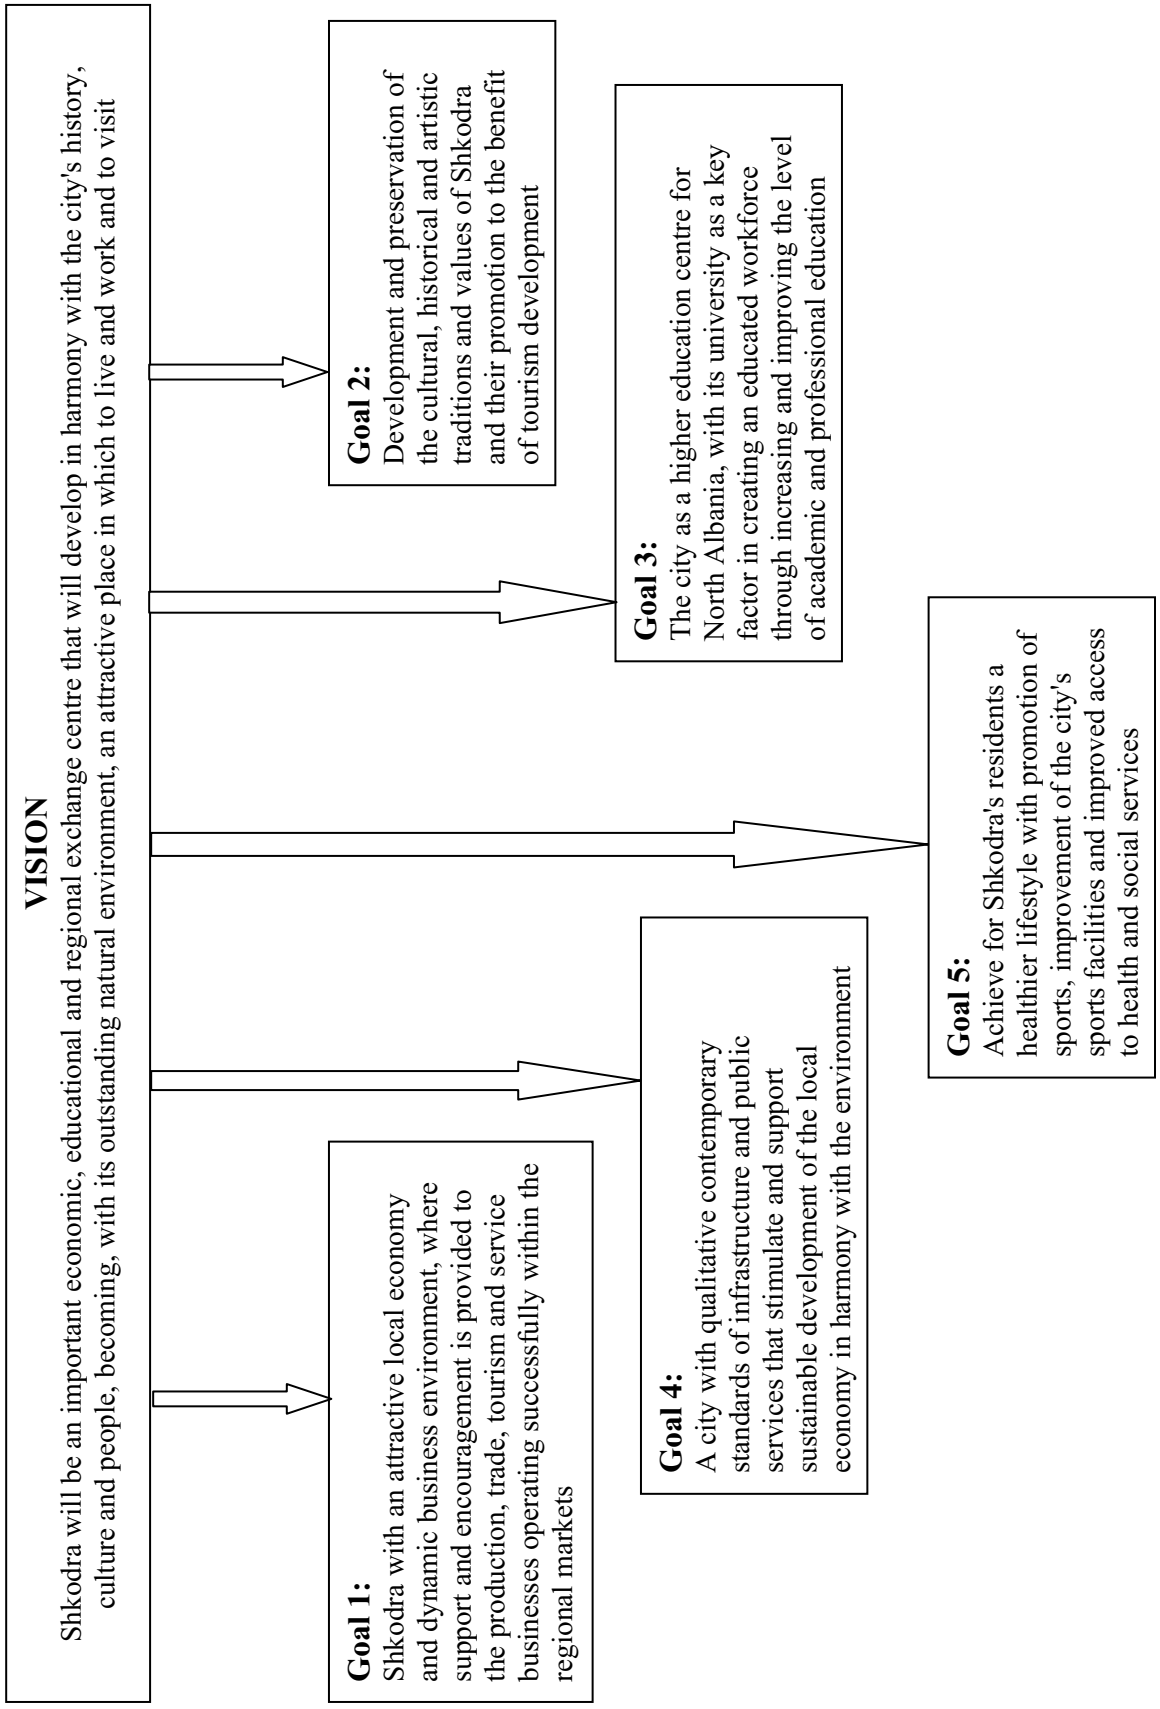 VISION
Shkodra will be an important economic, educational and regional exchange centre that will develop in harmony with the city's history,
culture and people, becoming, with its outstanding natural environment, an attractive place in which to live and work and to visit
Goal 1:
Shkodra with an attractive local economy
and dynamic business environment, where
support and encouragement is provided to
the production, trade, tourism and service
businesses operating successfully within the
regional markets
Goal 2:
Development and preservation of
the cultural, historical and artistic
traditions and values of Shkodra
and their promotion to the benefit
of tourism development
Goal 3:
The city as a higher education centre for
North Albania, with its university as a key
factor in creating an educated workforce
through increasing and improving the level
of academic and professional education
Goal 4:
A city with qualitative contemporary
standards of infrastructure and public
services that stimulate and support
sustainable development of the local
economy in harmony with the environment
Goal 5:
Achieve for Shkodra's residents a
healthier lifestyle with promotion of
sports, improvement of the city's
sports facilities and improved access
to health and social services